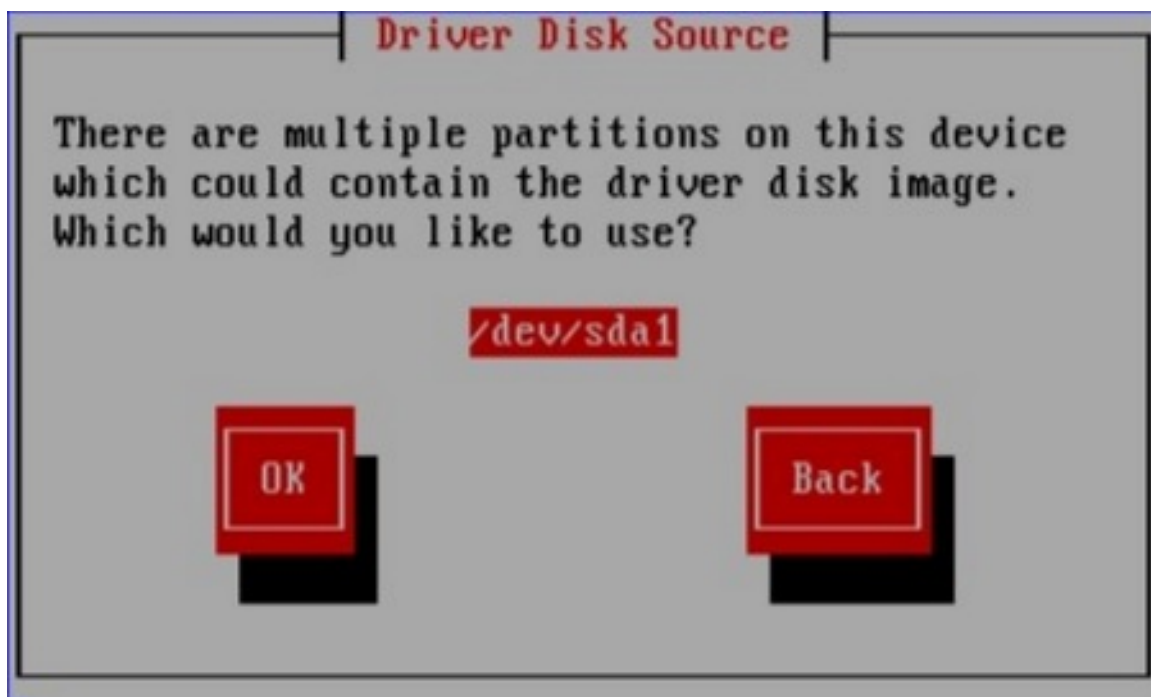 Driver Disk Source
There are multiple partitions on this device
which could contain the driver disk image.
Which would you like to use?
/dev/sda1
OK
Back